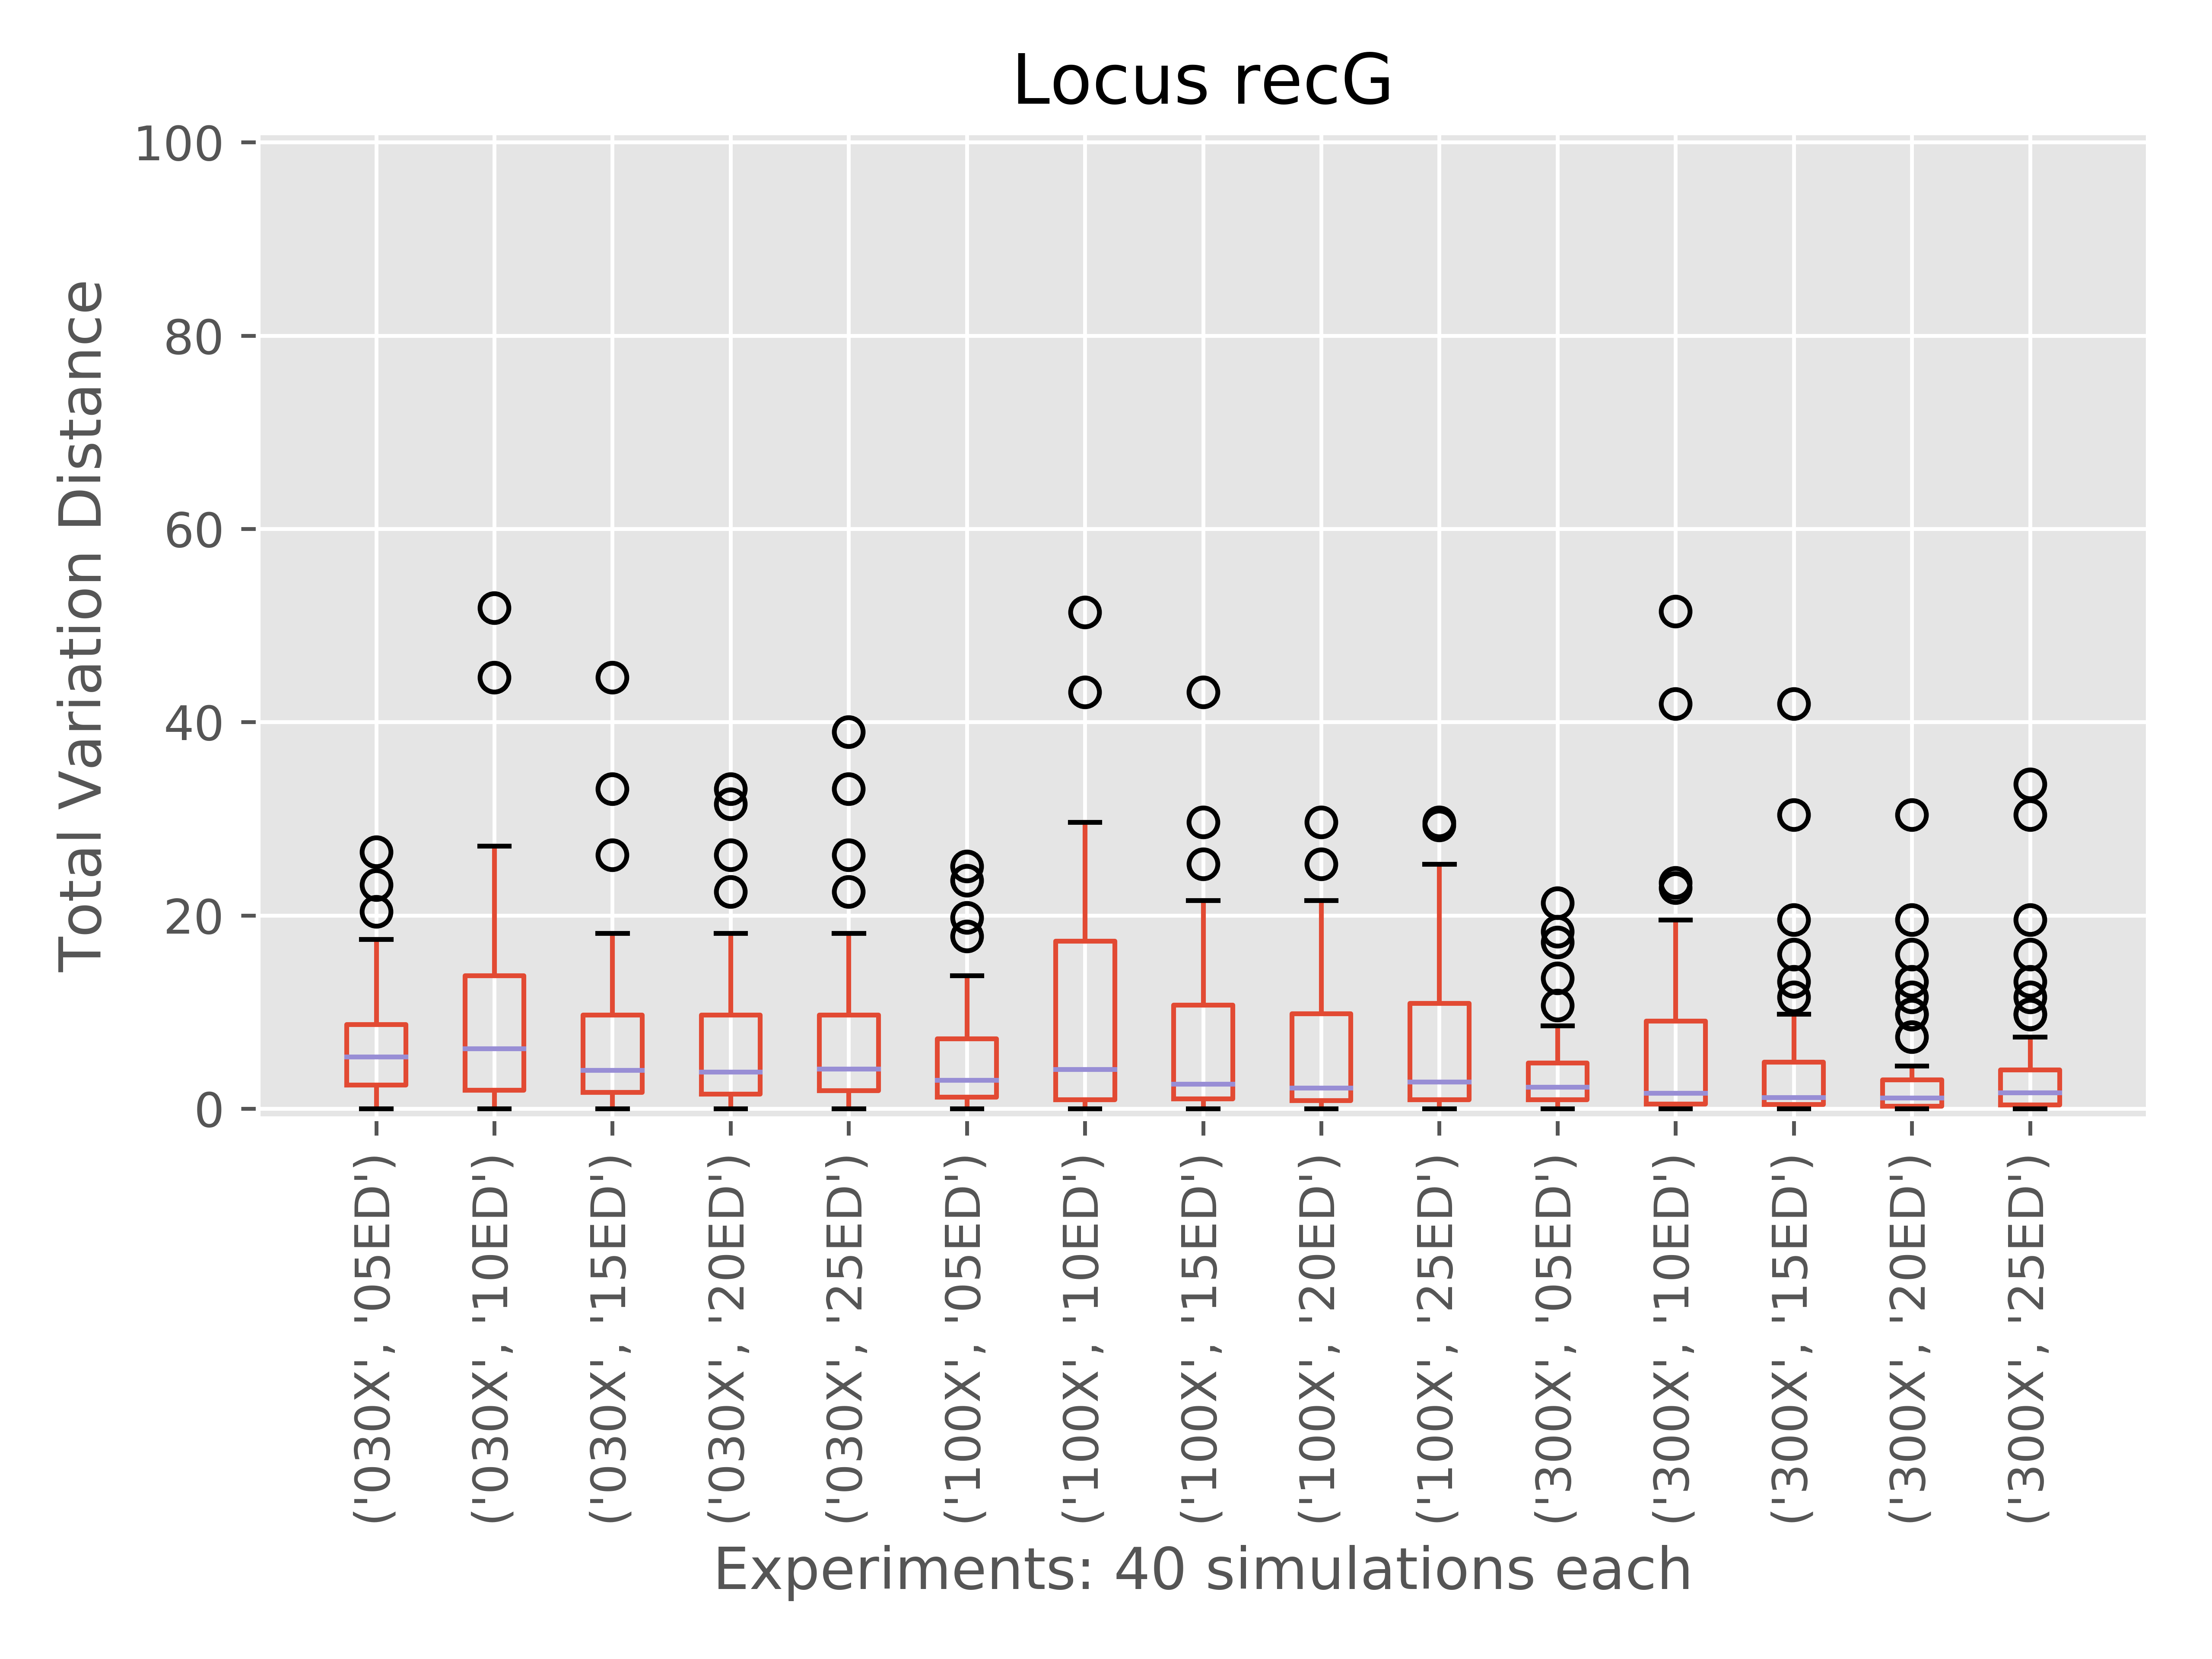 Locus recG
Total Variation Distance
100
80
60
40
20
0
('030X', '05ED')
('030X', '10ED')
('030X', '15ED')
('030X', '20ED')
('030X', '25ED')
('100X', '05ED')
('100X', '10ED')
('100X', '15ED')
('100X', '20ED')
('100X', '25ED')
('300X', '05ED')
('300X', '10ED')
('300X', '15ED')
('300X', '20ED')
('300X', '25ED')
Experiments: 40 simulations each